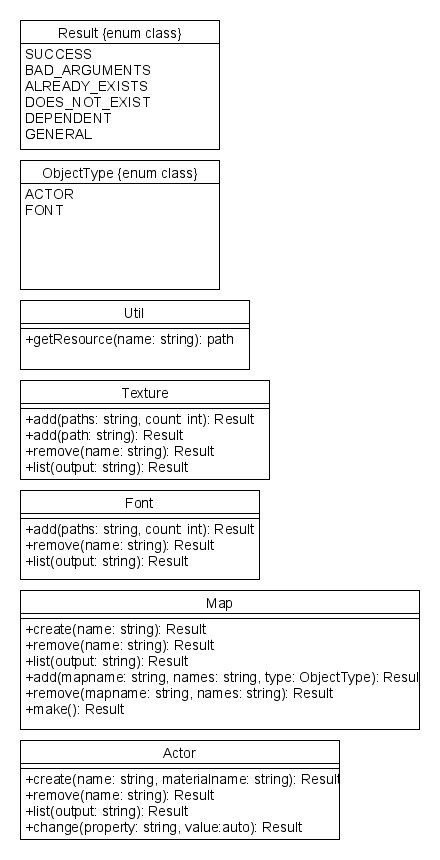 Result {enum class}
SUCCESS
BAD_ARGUMENTS
ALREADY_EXISTS
DOES_NOT_EXIST
DEPENDENT
GENERAL
ObjectType {enum class}
ACTOR
FONT
Util
+getResource(name: string): path
Texture
+add(paths: string, count: int): Result
+add(path: string): Result
+remove(name: string): Result
+list(output: string): Result
Font
+add(paths: string, count: int): Result
+remove(name: string): Result
+list(output: string): Result
Map
+create(name: string): Result
+remove(name: string): Result
+list(output: string): Result
+add(mapname: string, names: string, type: ObjectType): Result
+remove(mapname: string, names: string): Result
+make(): Result
Actor
+create(name: string, materialname: string): Result
+remove(name: string): Result
+list(output: string): Result
+change(property: string, value:auto): Result